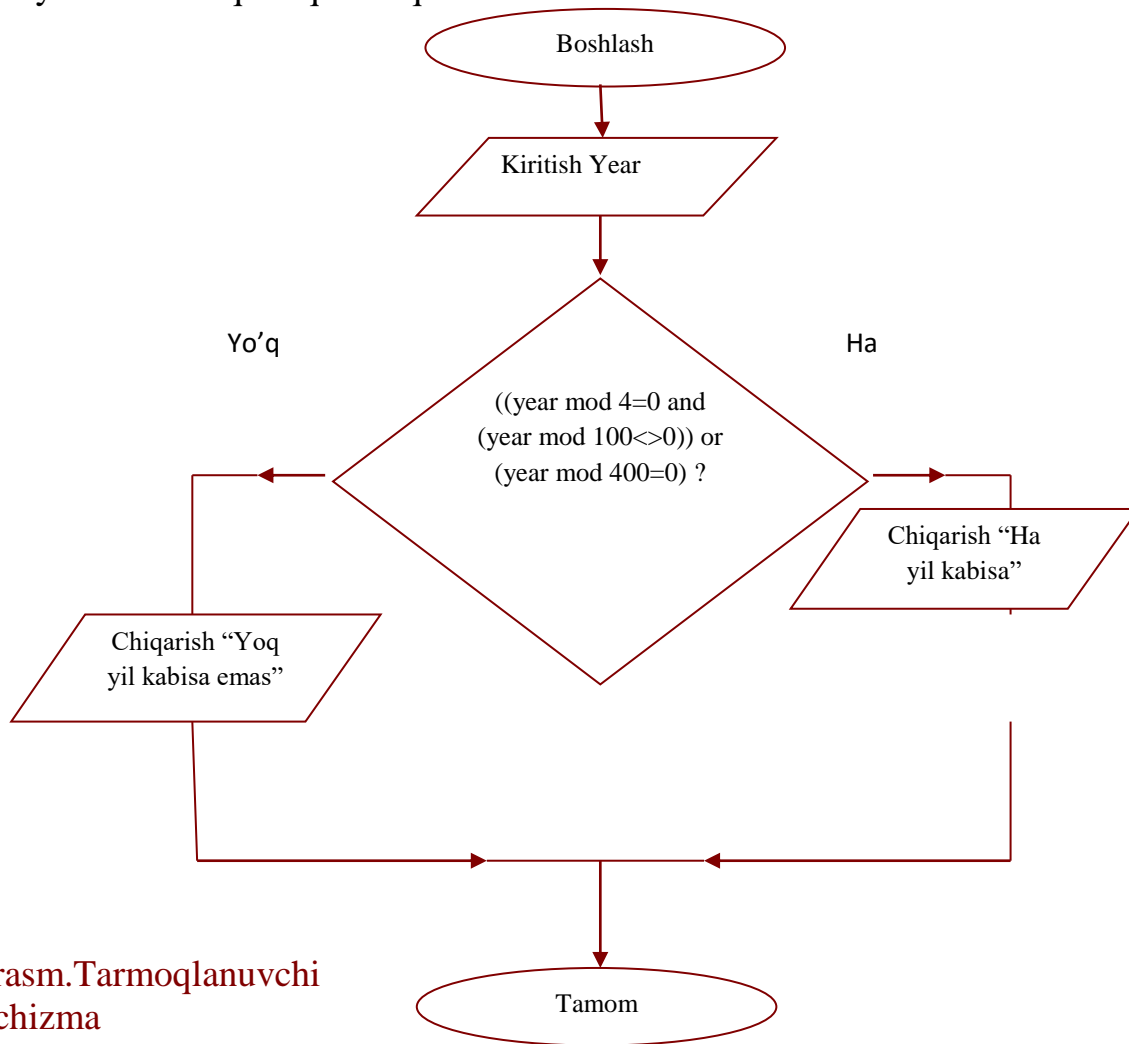 Boshlash
Kiritish Year
Yo’q
Ha
((year mod 4=0 and
(year mod 100<>0)) or
(year mod 400=0) ?
Chiqarish “Ha
yil kabisa”
Chiqarish “Yoq
yil kabisa emas”
rasm.Tarmoqlanuvchi
chizma
Tamom